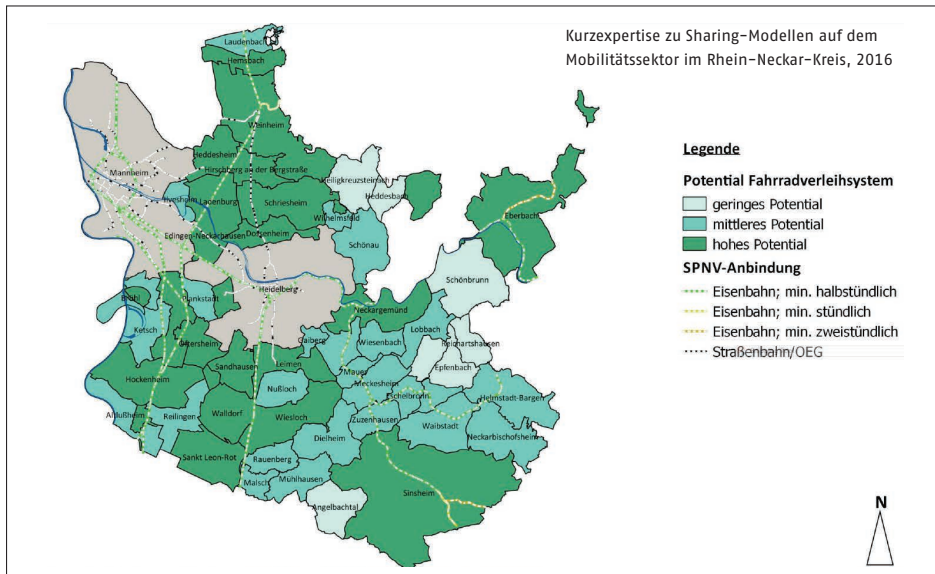 Kurzexpertise zu Sharing-Modellen auf dem
Mobilitätssektor im Rhein-Neckar-Kreis, 2016
Laudenbach
Hemsbach
Weinheim
Heddesheim
Hirschberg an der Bergstraße
Mannheim
Heiligkreuzsteinach
Heddesbach
Ilvesheim
Ladenburg
Schriesheim
Wilhelmsfeld
Eberbach
Edingen-Neckarhausen
Dossenheim
Schönau
Schönbrunn
Heidelberg
Brühl
Plankstadt
Neckargemünd
Ketsch
Lobbach
Oftersheim
Gaiberg
Wiesenbach
Reichartshausen
Sandhausen
Leimen
Mauer
Epfenbach
Hockenheim
Meckesheim
Nußloch
Eschelbronn
Helmstadt-Bargen
Altlußheim
Reilingen
Walldorf
Wiesloch
Zuzenhausen
Waibstadt
Neckarbischofsheim
Dielheim
Sankt Leon-Rot
Rauenberg
Malsch
Mühlhausen
Sinsheim
Angelbachtal
Legende
Potential Fahrradverleihsystem
geringes Potential
mittleres Potential
hohes Potential
SPNV-Anbindung
Eisenbahn; min. halbstündlich
Eisenbahn; min. stündlich
Eisenbahn; min. zweistündlich
Straßenbahn/OEG
N